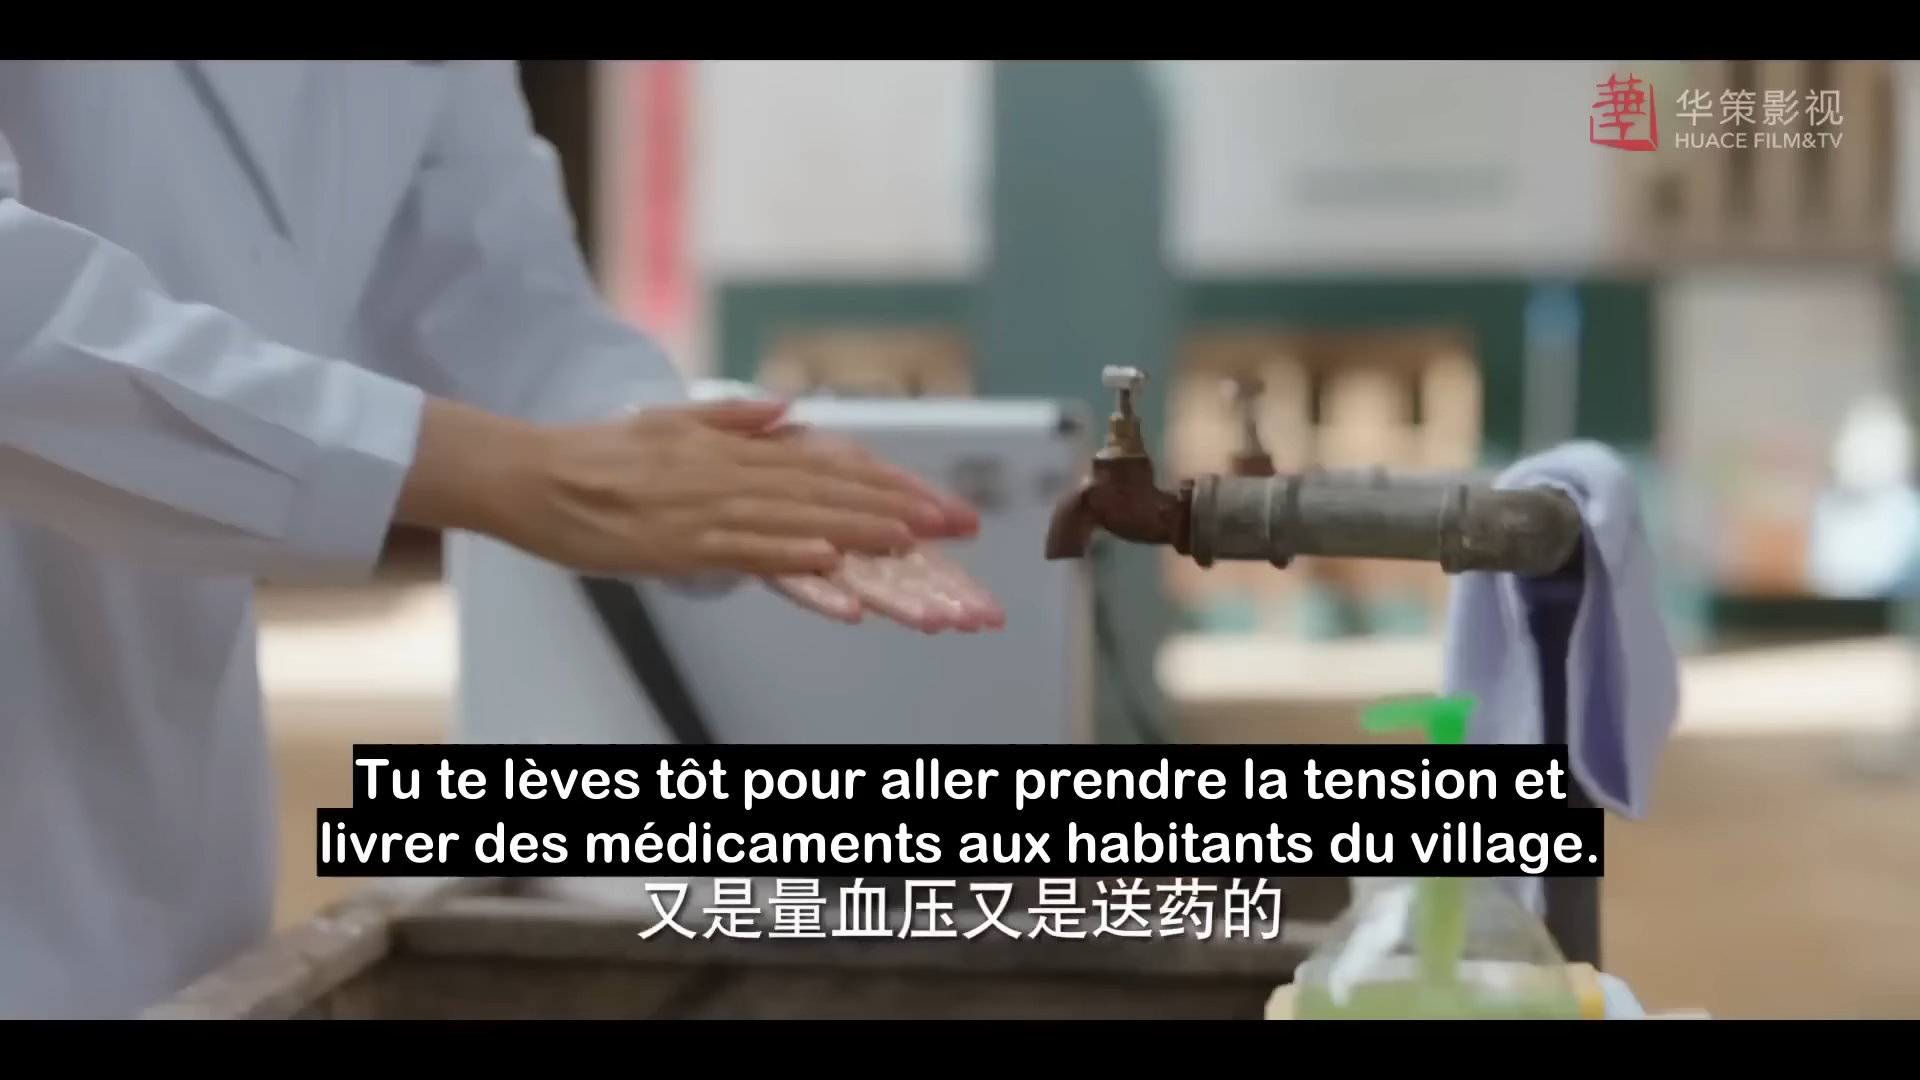 華
华策影视
HUACE FILM&TV
Tu te lèves tôt pour aller prendre la tension et
livrer des médicaments aux habitants du village.
又是量血压又是送药的